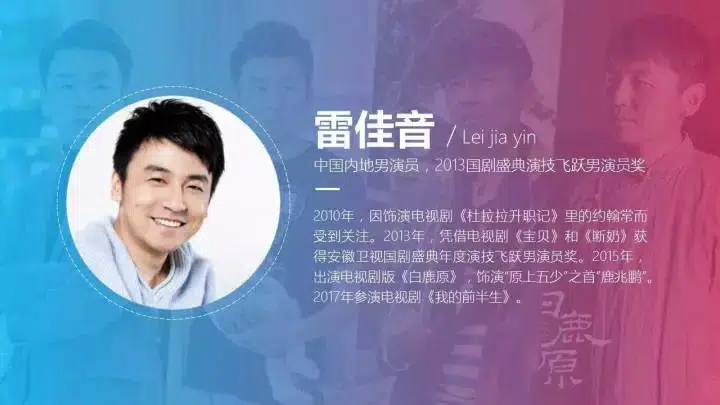 雷佳音 / Lei jia yin
中国内地男演员，2013国剧盛典演技飞跃男演员奖
2010年，因饰演电视剧《杜拉拉升职记》里的约翰常而
受到关注。2013年，凭借电视剧《宝贝》和《断奶》获
得安徽卫视国剧盛典年度演技飞跃男演员奖。2015年，
出演电视剧版《白鹿原》，饰演“原上五少”之首“鹿兆鹏”。
2017年参演电视剧《我的前半生》。
白鹿原